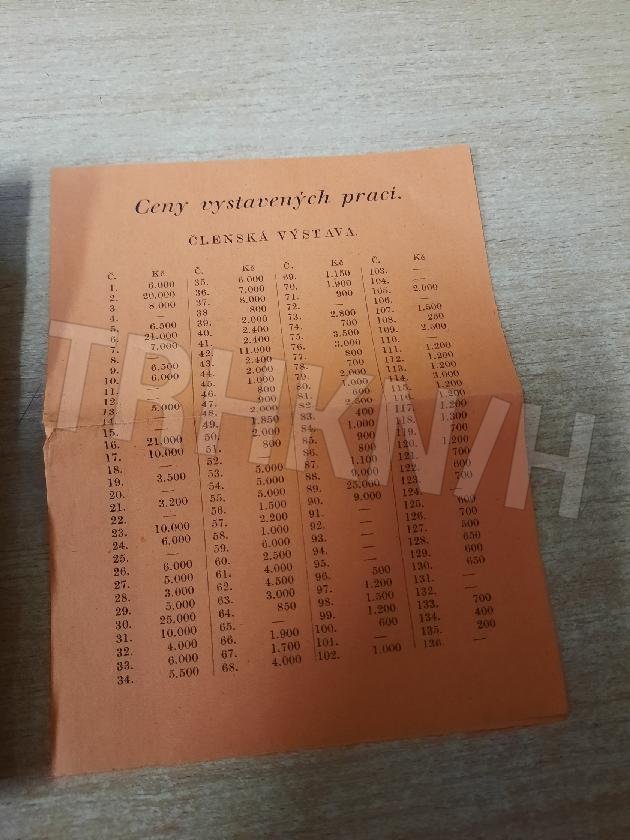 Ceny vystavených prací.
ČLENSKÁ VÝSTAVA.
Č. Kč Č. Kč Č. Kč Č. Kč
1. 6.000 35. 6.000 69. 1.150 103. —
2. 20.000 36. 7.000 70. 1.900 104. —
3. 8.000 37. 8.000 71. 900 105. 2.000
4. — 38 800 72. — 106. —
5. 6.500 39. 2.000 73. 2.800 107. 1.500
6. 21.000 40. 2.400 74. 700 108. 250
7. 7.000 41. 2.400 75. 3.500 109. 2.500
8. — 42. 11.000 76. 3.000 110. —
9. 6.500 43. 2.400 77. 800 111. 1.200
10. 6.000 44. 2.000 78. 700 112. 1.200
11. — 45. 1.000 79. 2.000 113. 1.200
12. — 46. 800 80. 1.000 114. 3.000
13. 5.000 47. 900 81. 600 115. 1.200
14. — 48. 2.000 82. 2.500 116. 1.200
15. — 49. 1.850 83. 400 117. 1.200
16. 21.000 50. 2.000 84. 1.000 118. 1.300
17. 10.000 51. 800 85. 900 119. 700
18. — 52. — 86. 800 120. 1.200
19. 3.500 53. 5.000 87. 1.100 121. 700
20. — 54. 5.000 88. 9.000 122. 600
21. 3.200 55. 5.000 89. 25.000 123. 700
22. — 56. 1.500 90. 9.000 124. —
23. 10.000 57. 2.200 91. — 125. 600
24. 6.000 58. 1.000 92. — 126. 700
25. — 59. 6.000 93. — 127. 500
26. 6.000 60. 2.500 94. — 128. 650
27. 5.000 61. 4.000 95. — 129. 600
28. 3.000 62. 4.500 96. 500 130. 650
29. 5.000 63. 3.000 97. 1.200 131. —
30. 25.000 64. 850 98. 1.500 132. —
31. 10.000 65. — 99. 1.200 133. 700
32. 4.000 66. 1.900 100. 600 134. 400
33. 6.000 67. 1.700 101. — 135. 200
34. 5.500 68. 4.000 102. 1.000 136. —
TRHKNIH